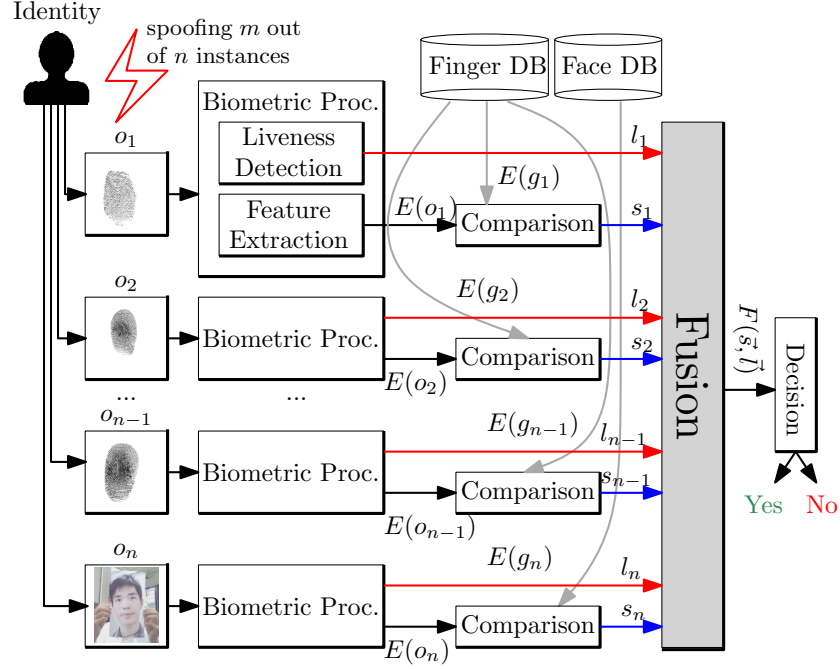 Identity
spoofing m out
of n instances
Finger DB
Face DB
o₁
Biometric Proc.
Liveness
Detection
Feature
Extraction
l₁
E(g₁)
E(o₁)
Comparison
s₁
o₂
Biometric Proc.
E(g₂)
l₂
E(o₂)
Comparison
s₂
...
...
oₙ₋₁
Biometric Proc.
E(gₙ₋₁)
lₙ₋₁
E(oₙ₋₁)
Comparison
sₙ₋₁
oₙ
Biometric Proc.
E(gₙ)
lₙ
E(oₙ)
Comparison
sₙ
Fusion
F(s⃗,l⃗)
Decision
Yes
No